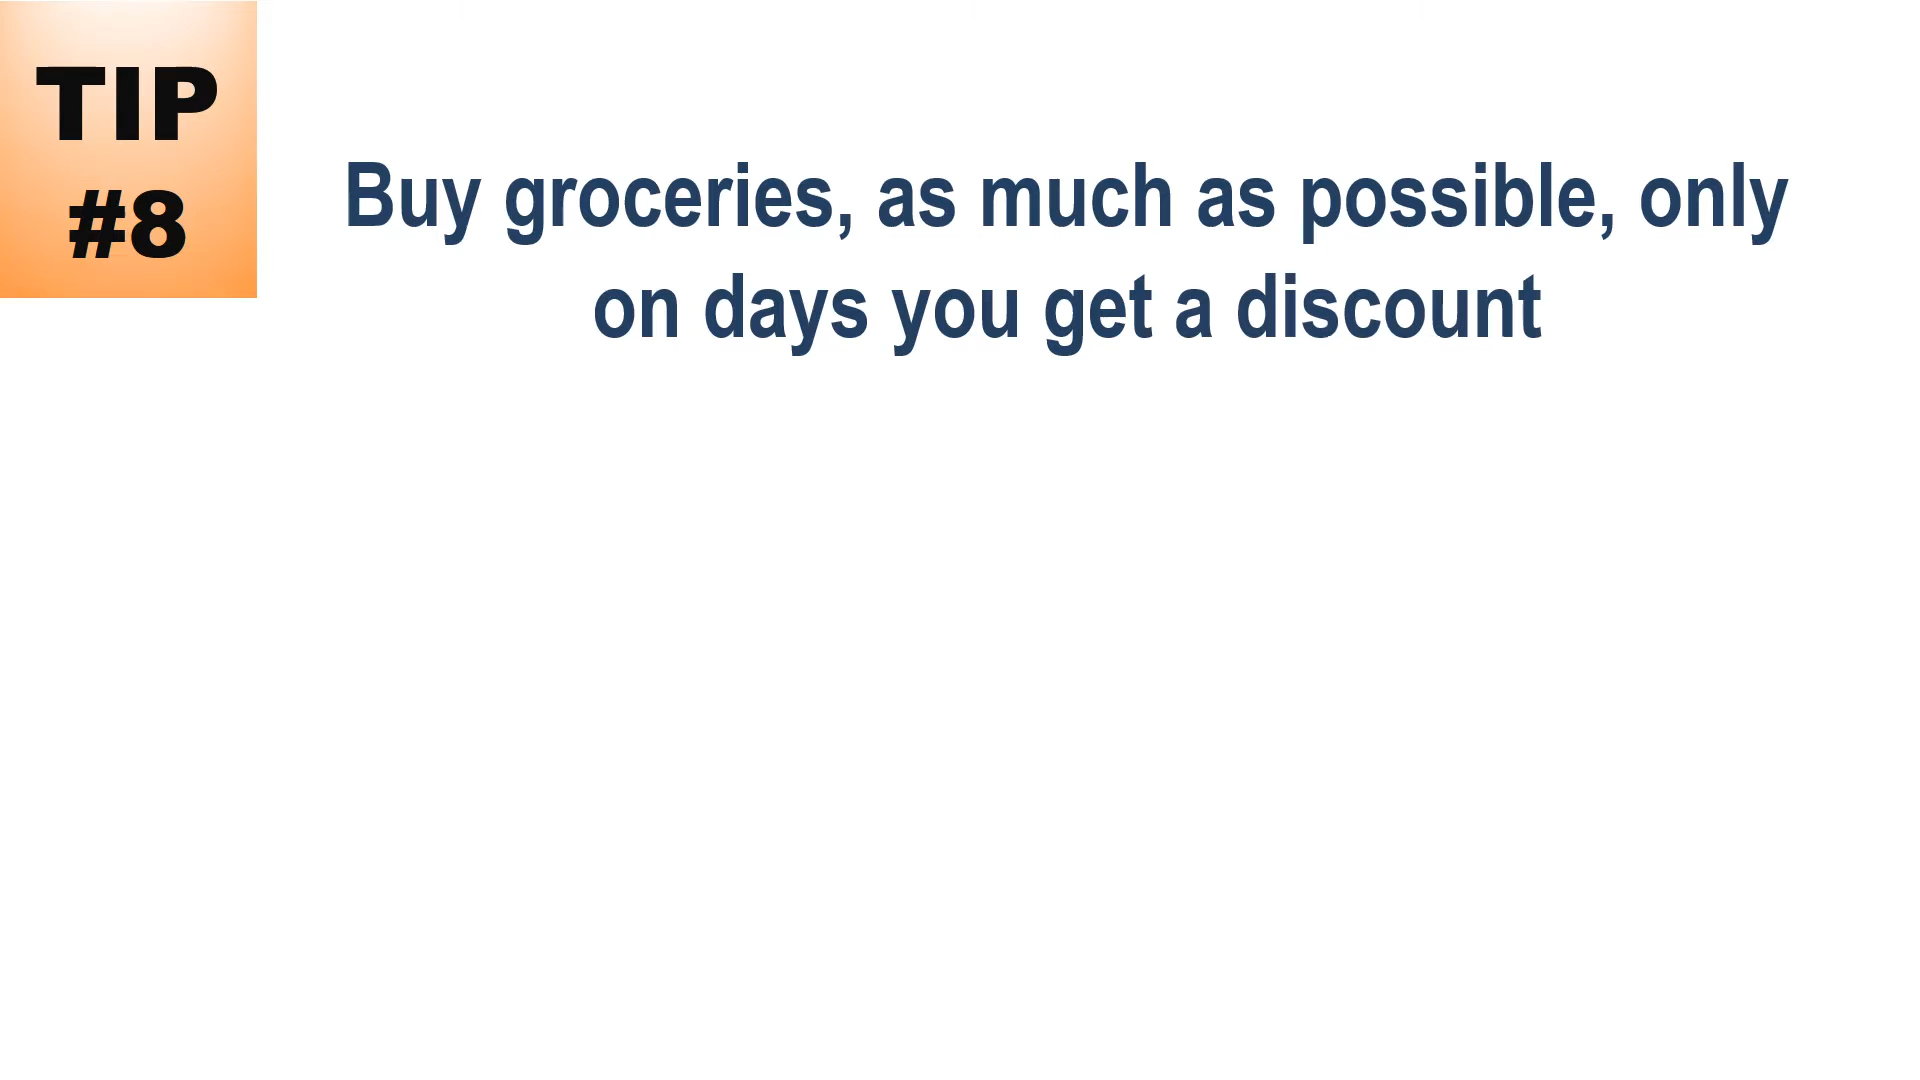 TIP
#8
Buy groceries, as much as possible, only
on days you get a discount